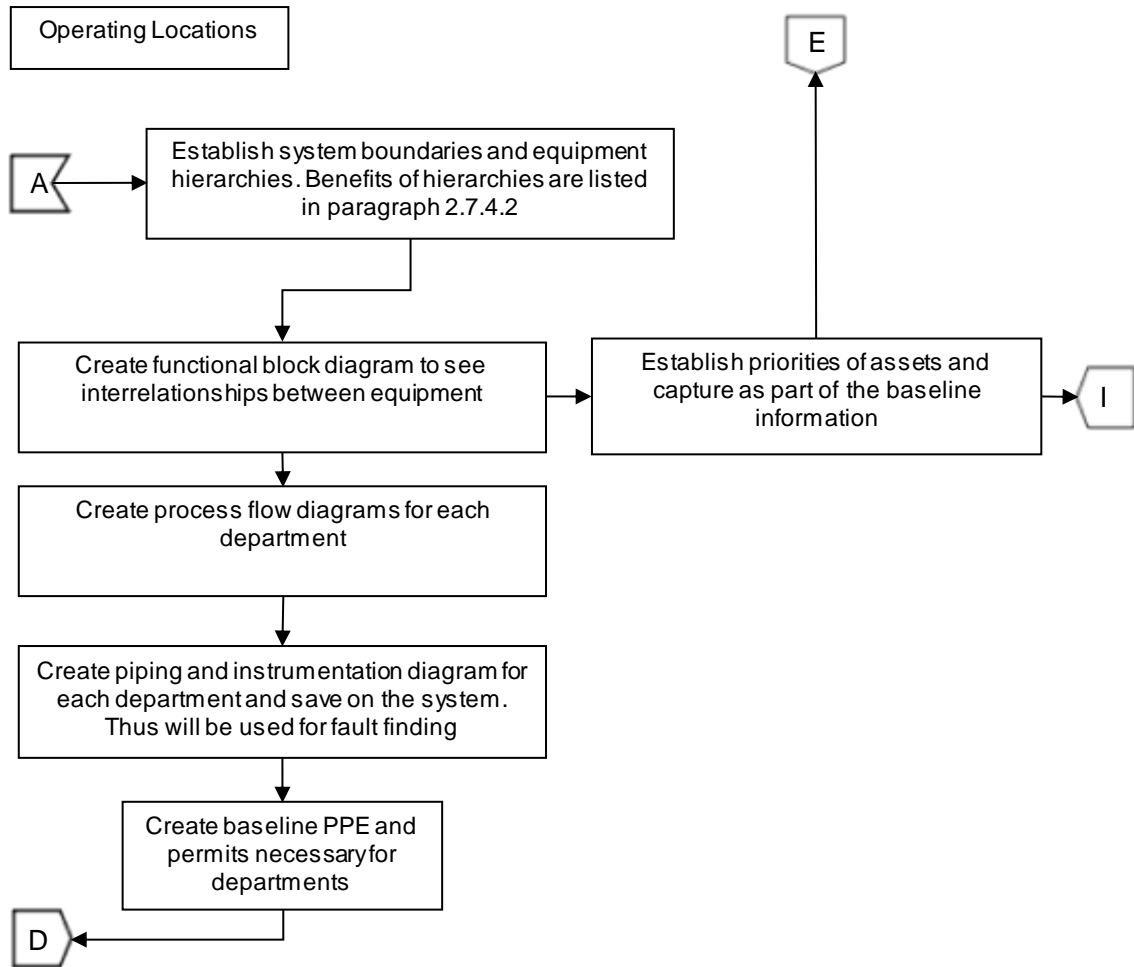 Operating Locations
E
A
Establish system boundaries and equipment
hierarchies. Benefits of hierarchies are listed
in paragraph 2.7.4.2
Create functional block diagram to see
interrelationships between equipment
Establish priorities of assets and
capture as part of the baseline
information
I
Create process flow diagrams for each
department
Create piping and instrumentation diagram for
each department and save on the system.
Thus will be used for fault finding
Create baseline PPE and
permits necessary for
departments
D